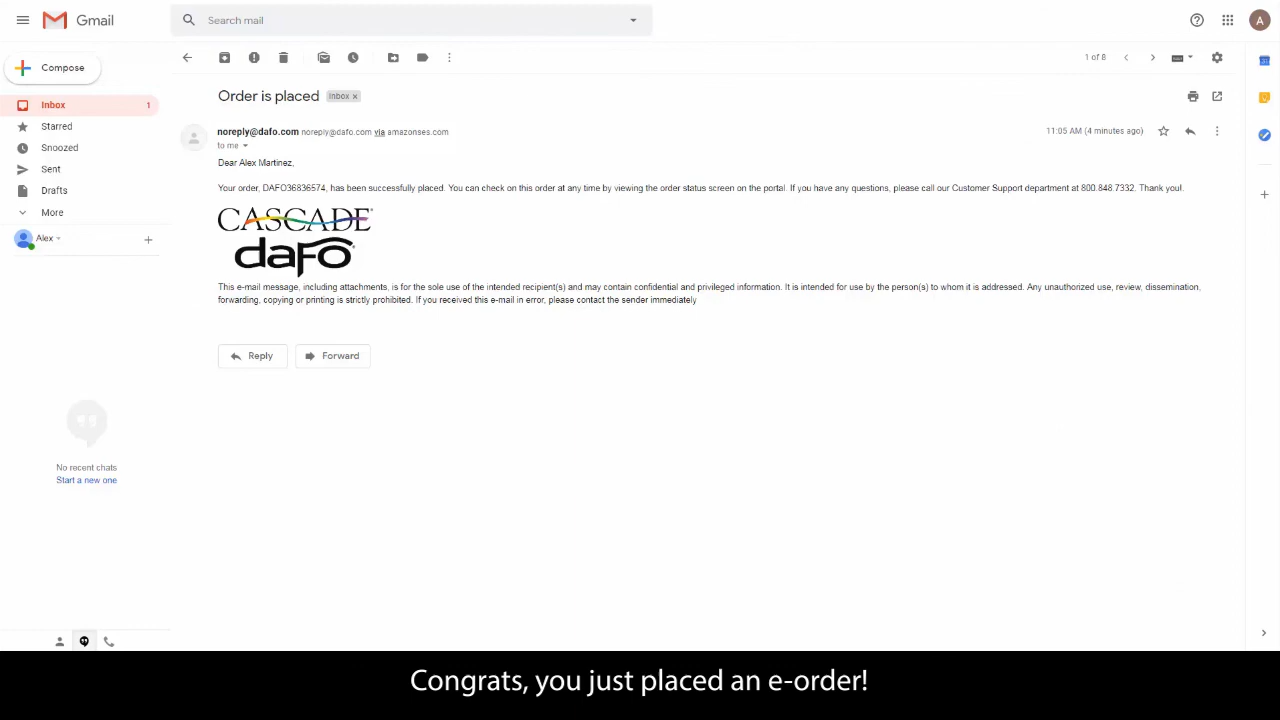 Gmail
Search mail
A
Compose
1 of 8
Order is placed
Inbox x
Inbox 1
Starred
Snoozed
Sent
Drafts
More
Alex
noreply@dafo.com noreply@dafo.com via amazonses.com
11:05 AM (4 minutes ago)
to me
Dear Alex Martinez,
Your order, DAFO36836574, has been successfully placed. You can check on this order at any time by viewing the order status screen on the portal. If you have any questions, please call our Customer Support department at 800.848.7332. Thank you!.
CASCADE
dafo
This e-mail message, including attachments, is for the sole use of the intended recipient(s) and may contain confidential and privileged information. It is intended for use by the person(s) to whom it is addressed. Any unauthorized use, review, dissemination,
forwarding, copying or printing is strictly prohibited. If you received this e-mail in error, please contact the sender immediately
Reply
Forward
No recent chats
Start a new one
Congrats, you just placed an e-order!